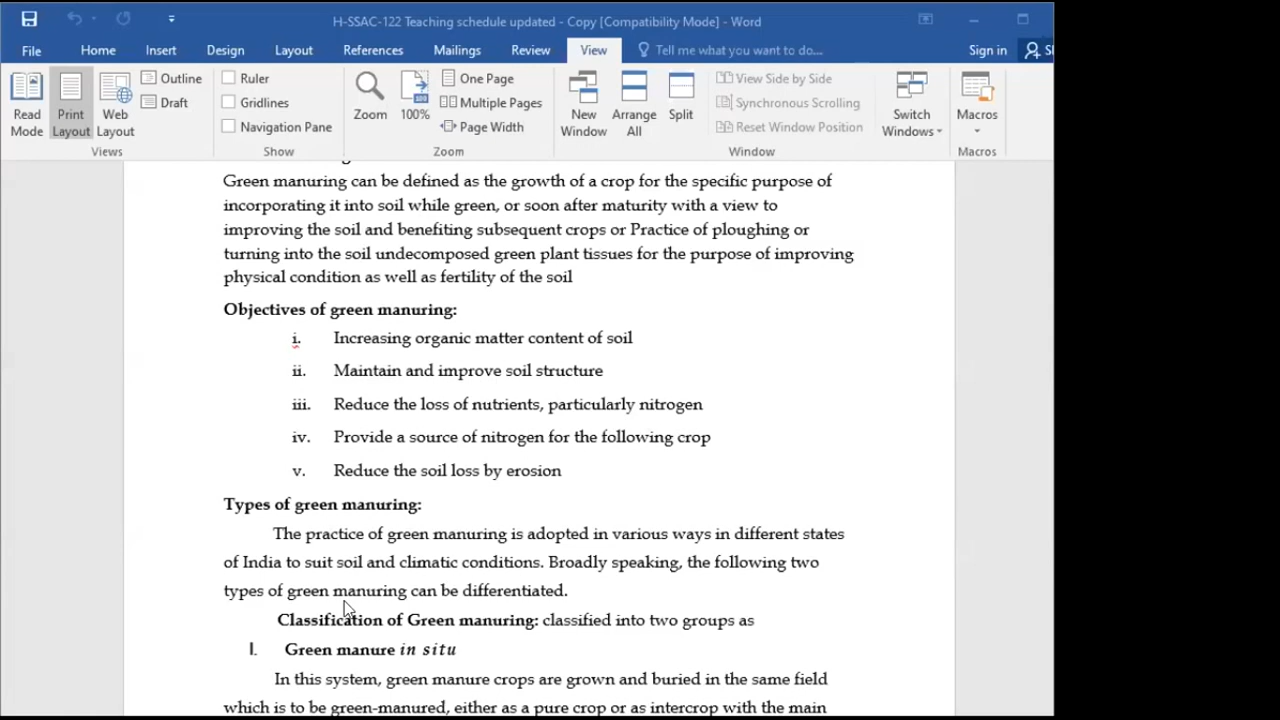 H-SSAC-122 Teaching schedule updated - Copy [Compatibility Mode] - Word
File Home Insert Design Layout References Mailings Review View Tell me what you want to do... Sign in
Read Mode
Print Layout
Web Layout
Outline
Draft
Views
Ruler
Gridlines
Navigation Pane
Show
Zoom
100%
One Page
Multiple Pages
Page Width
Zoom
New Window
Arrange All
Split
View Side by Side
Synchronous Scrolling
Reset Window Position
Window
Switch Windows
Macros
Macros
Green manuring can be defined as the growth of a crop for the specific purpose of
incorporating it into soil while green, or soon after maturity with a view to
improving the soil and benefiting subsequent crops or Practice of ploughing or
turning into the soil undecomposed green plant tissues for the purpose of improving
physical condition as well as fertility of the soil
Objectives of green manuring:
i. Increasing organic matter content of soil
ii. Maintain and improve soil structure
iii. Reduce the loss of nutrients, particularly nitrogen
iv. Provide a source of nitrogen for the following crop
v. Reduce the soil loss by erosion
Types of green manuring:
The practice of green manuring is adopted in various ways in different states
of India to suit soil and climatic conditions. Broadly speaking, the following two
types of green manuring can be differentiated.
Classification of Green manuring: classified into two groups as
I. Green manure in situ
In this system, green manure crops are grown and buried in the same field
which is to be green-manured, either as a pure crop or as intercrop with the main